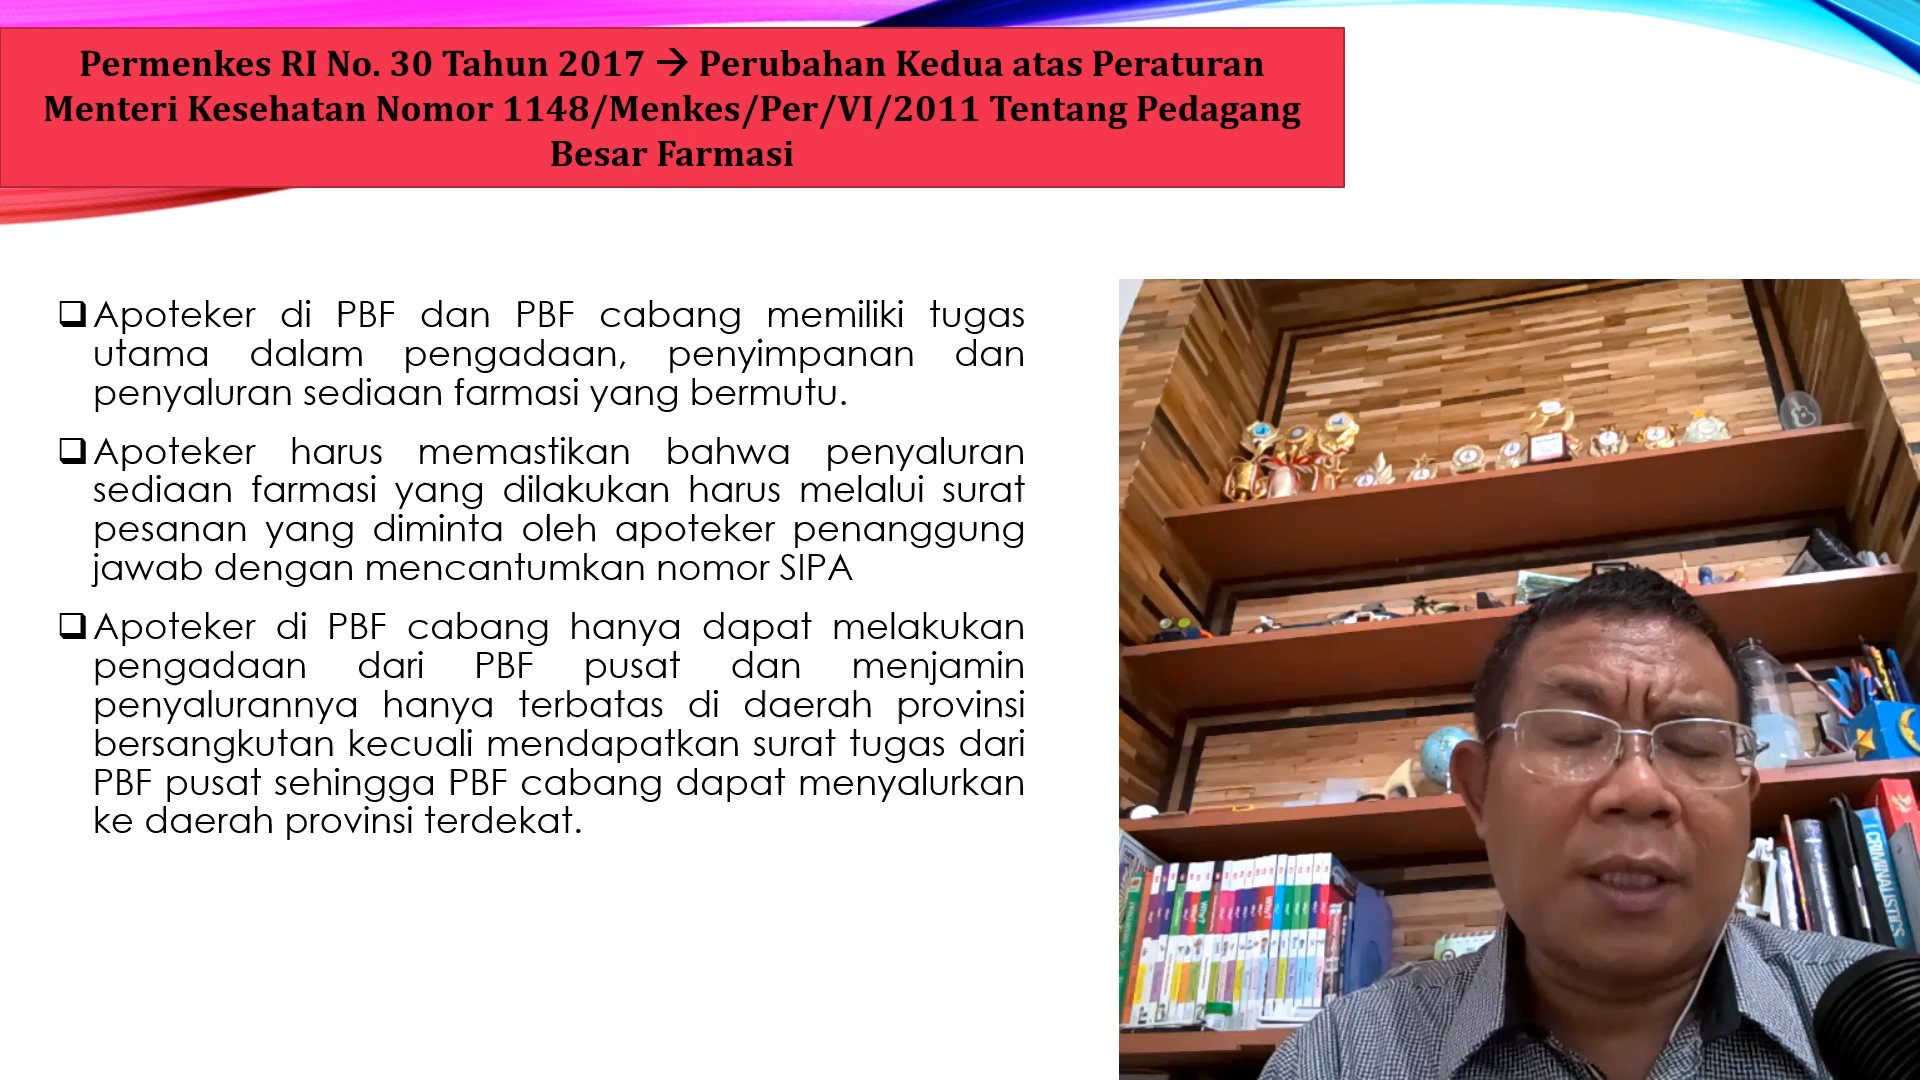 Permenkes RI No. 30 Tahun 2017 → Perubahan Kedua atas Peraturan
Menteri Kesehatan Nomor 1148/Menkes/Per/VI/2011 Tentang Pedagang
Besar Farmasi
❑Apoteker di PBF dan PBF cabang memiliki tugas
utama dalam pengadaan, penyimpanan dan
penyaluran sediaan farmasi yang bermutu.
❑Apoteker harus memastikan bahwa penyaluran
sediaan farmasi yang dilakukan harus melalui surat
pesanan yang diminta oleh apoteker penanggung
jawab dengan mencantumkan nomor SIPA
❑Apoteker di PBF cabang hanya dapat melakukan
pengadaan dari PBF pusat dan menjamin
penyalurannya hanya terbatas di daerah provinsi
bersangkutan kecuali mendapatkan surat tugas dari
PBF pusat sehingga PBF cabang dapat menyalurkan
ke daerah provinsi terdekat.
CRIMINALISTICS
Why?
Why?
Why?